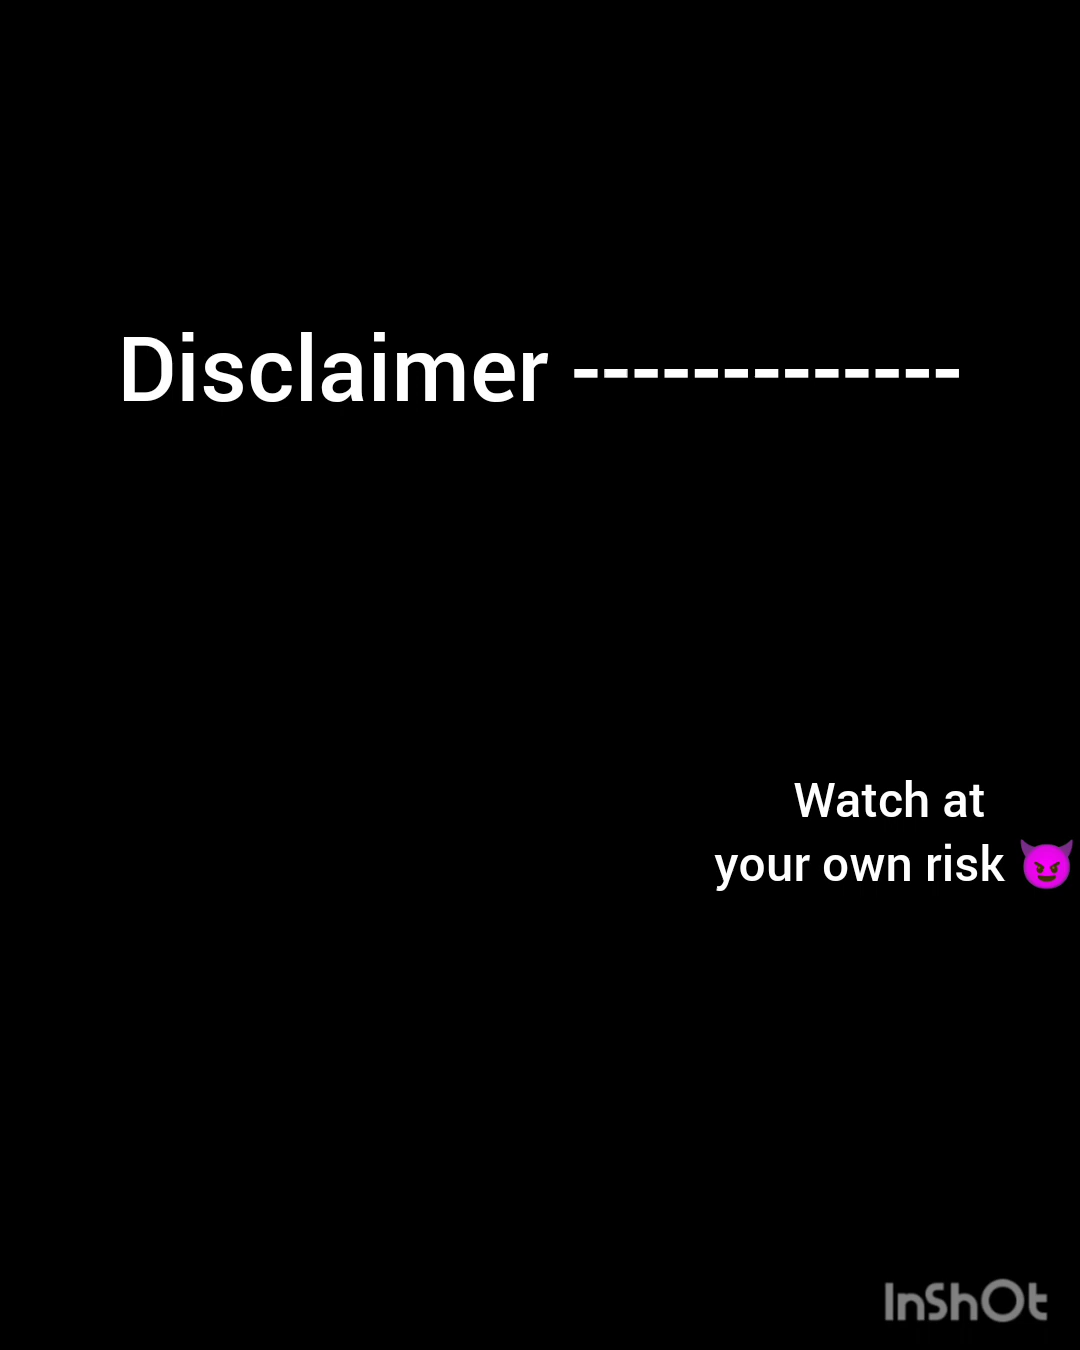 Disclaimer -------------
Watch at
your own risk 😈
InShOt